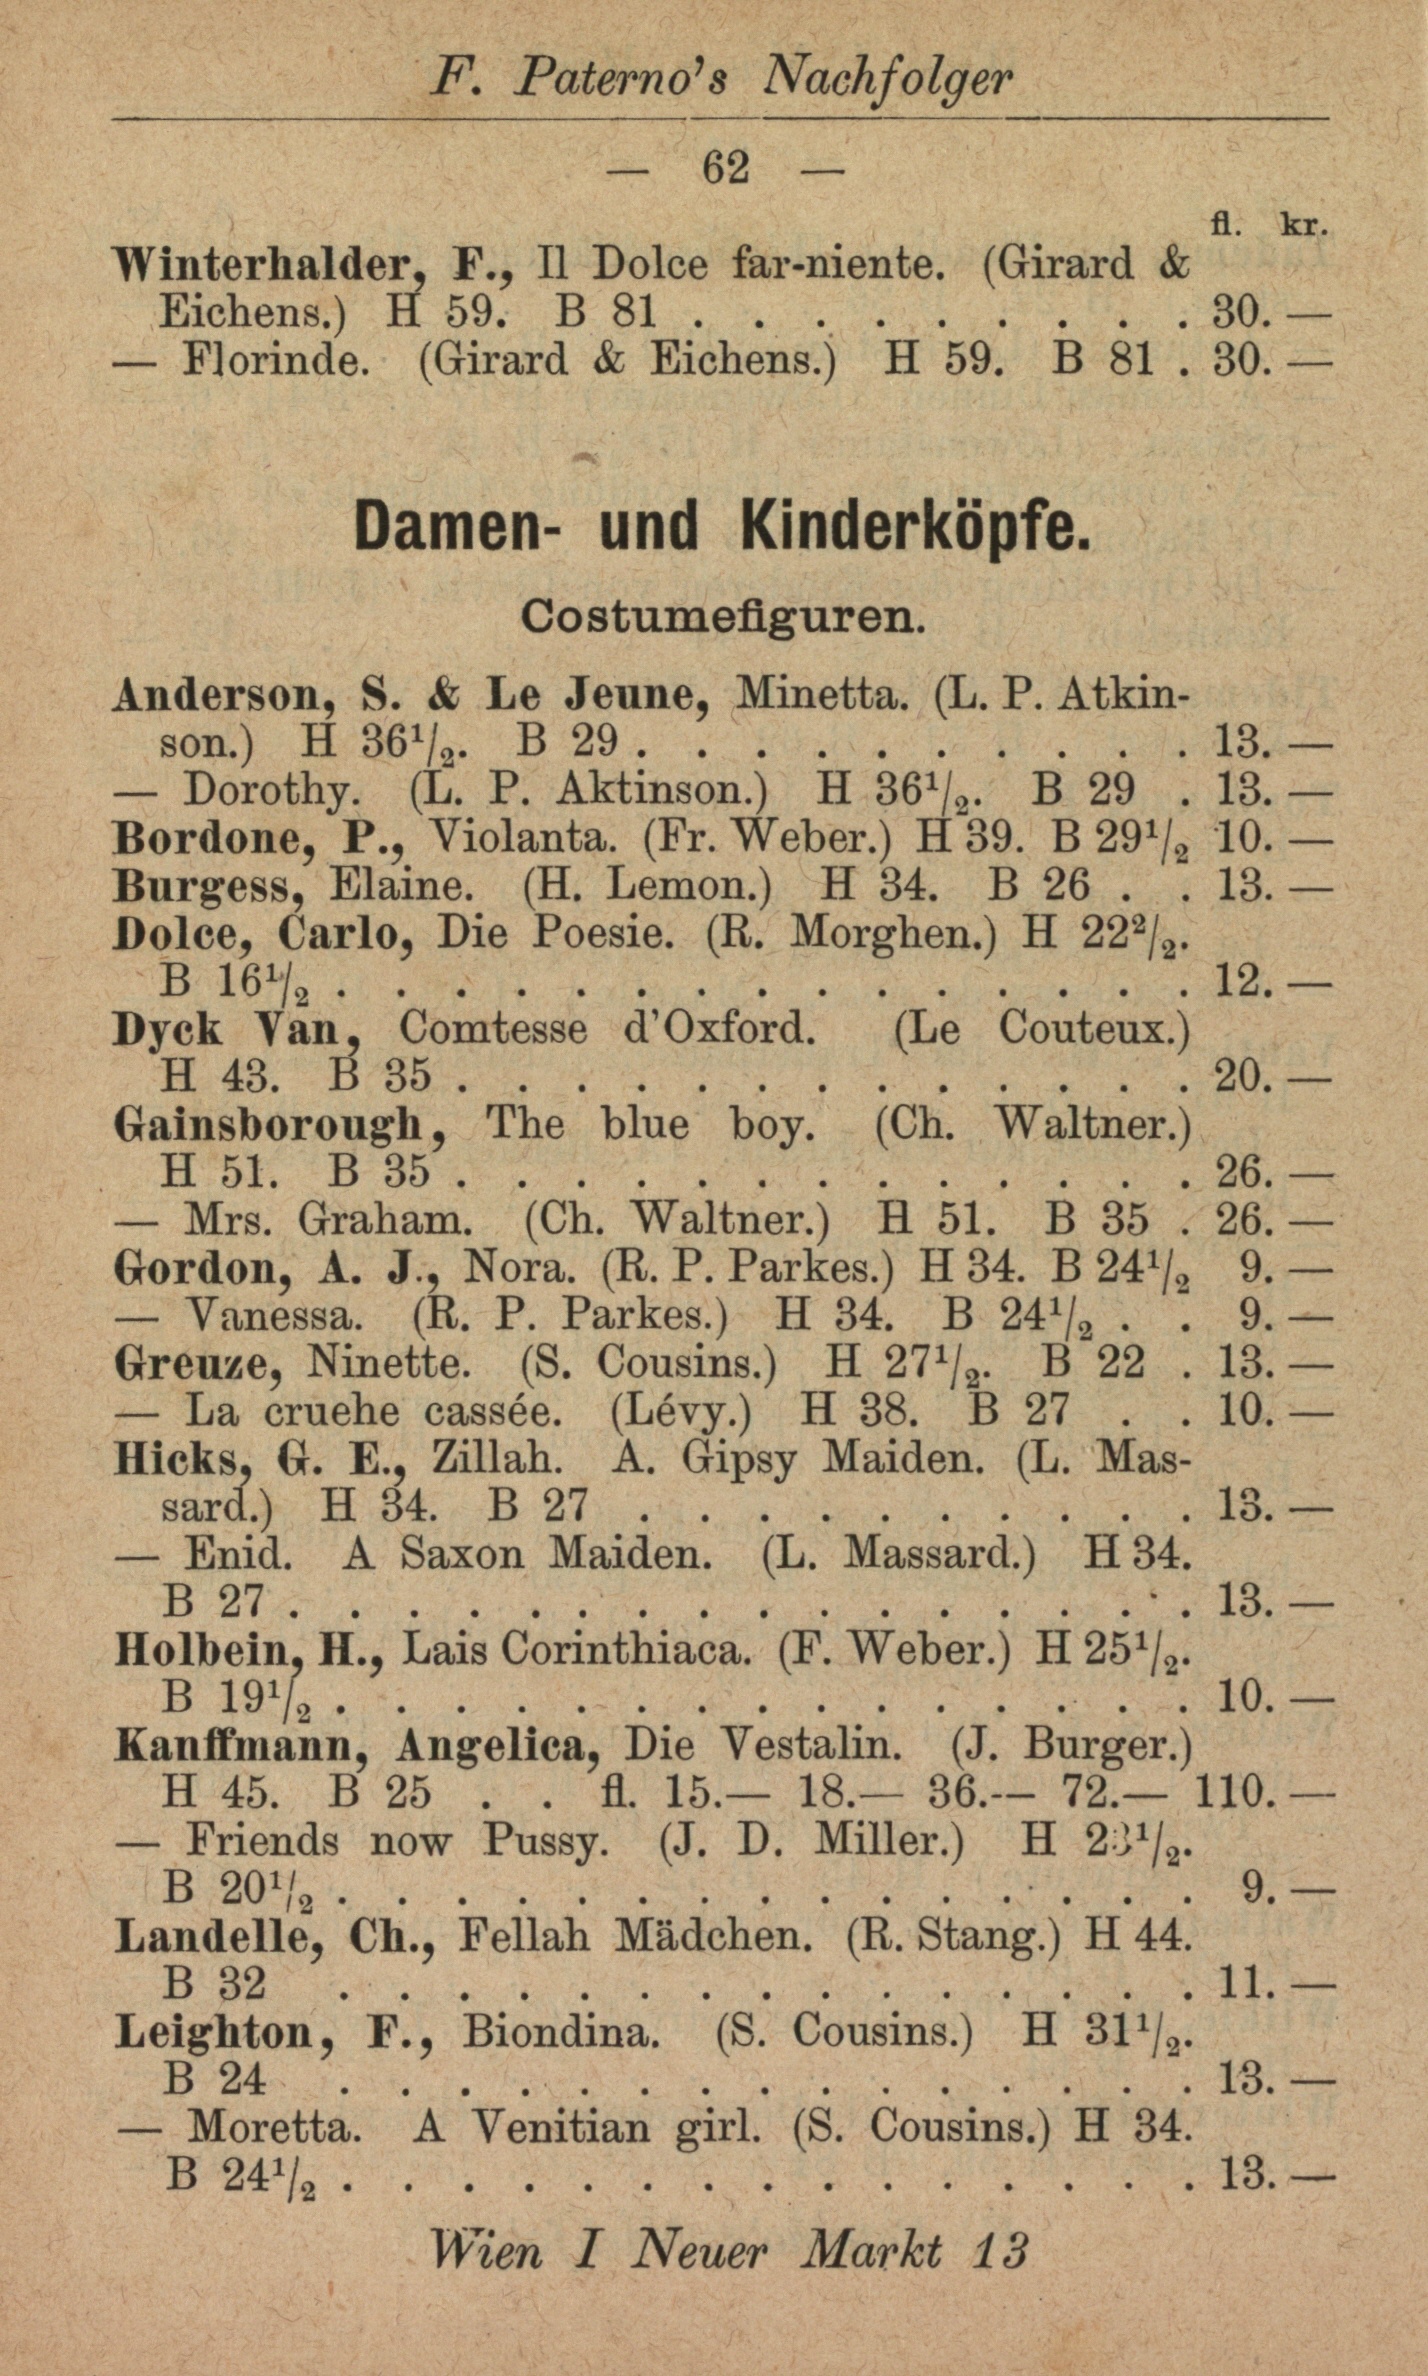 F. Paterno's Nachfolger
— 62 —
fl. kr.
Winterhalder, F., Il Dolce far-niente. (Girard &
Eichens.) H 59. B 81 . . . . . . . . . 30. —
— Florinde. (Girard & Eichens.) H 59. B 81 . 30. —
Damen- und Kinderköpfe.
Costumefiguren.
Anderson, S. & Le Jeune, Minetta. (L. P. Atkin-
son.) H 36½. B 29 . . . . . . . . . . 13. —
— Dorothy. (L. P. Aktinson.) H 36½. B 29 . 13. —
Bordone, P., Violanta. (Fr. Weber.) H 39. B 29½ 10. —
Burgess, Elaine. (H. Lemon.) H 34. B 26 . . 13. —
Dolce, Carlo, Die Poesie. (R. Morghen.) H 22²/₂.
B 16½ . . . . . . . . . . . . . . . 12. —
Dyck Van, Comtesse d'Oxford. (Le Couteux.)
H 43. B 35 . . . . . . . . . . . . . 20. —
Gainsborough, The blue boy. (Ch. Waltner.)
H 51. B 35 . . . . . . . . . . . . . 26. —
— Mrs. Graham. (Ch. Waltner.) H 51. B 35 . 26. —
Gordon, A. J., Nora. (R. P. Parkes.) H 34. B 24½ 9. —
— Vanessa. (R. P. Parkes.) H 34. B 24½ . . 9. —
Greuze, Ninette. (S. Cousins.) H 27½. B 22 . 13. —
— La cruehe cassée. (Lévy.) H 38. B 27 . . 10. —
Hicks, G. E., Zillah. A. Gipsy Maiden. (L. Mas-
sard.) H 34. B 27 . . . . . . . . . . 13. —
— Enid. A Saxon Maiden. (L. Massard.) H 34.
B 27 . . . . . . . . . . . . . . . . 13. —
Holbein, H., Lais Corinthiaca. (F. Weber.) H 25½.
B 19½ . . . . . . . . . . . . . . . 10. —
Kanffmann, Angelica, Die Vestalin. (J. Burger.)
H 45. B 25 . . fl. 15.— 18.— 36.-– 72.— 110. —
— Friends now Pussy. (J. D. Miller.) H 23½.
B 20½ . . . . . . . . . . . . . . . 9. —
Landelle, Ch., Fellah Mädchen. (R. Stang.) H 44.
B 32 . . . . . . . . . . . . . . . 11. —
Leighton, F., Biondina. (S. Cousins.) H 31½.
B 24 . . . . . . . . . . . . . . . 13. —
— Moretta. A Venitian girl. (S. Cousins.) H 34.
B 24½ . . . . . . . . . . . . . . . 13. —
Wien I Neuer Markt 13